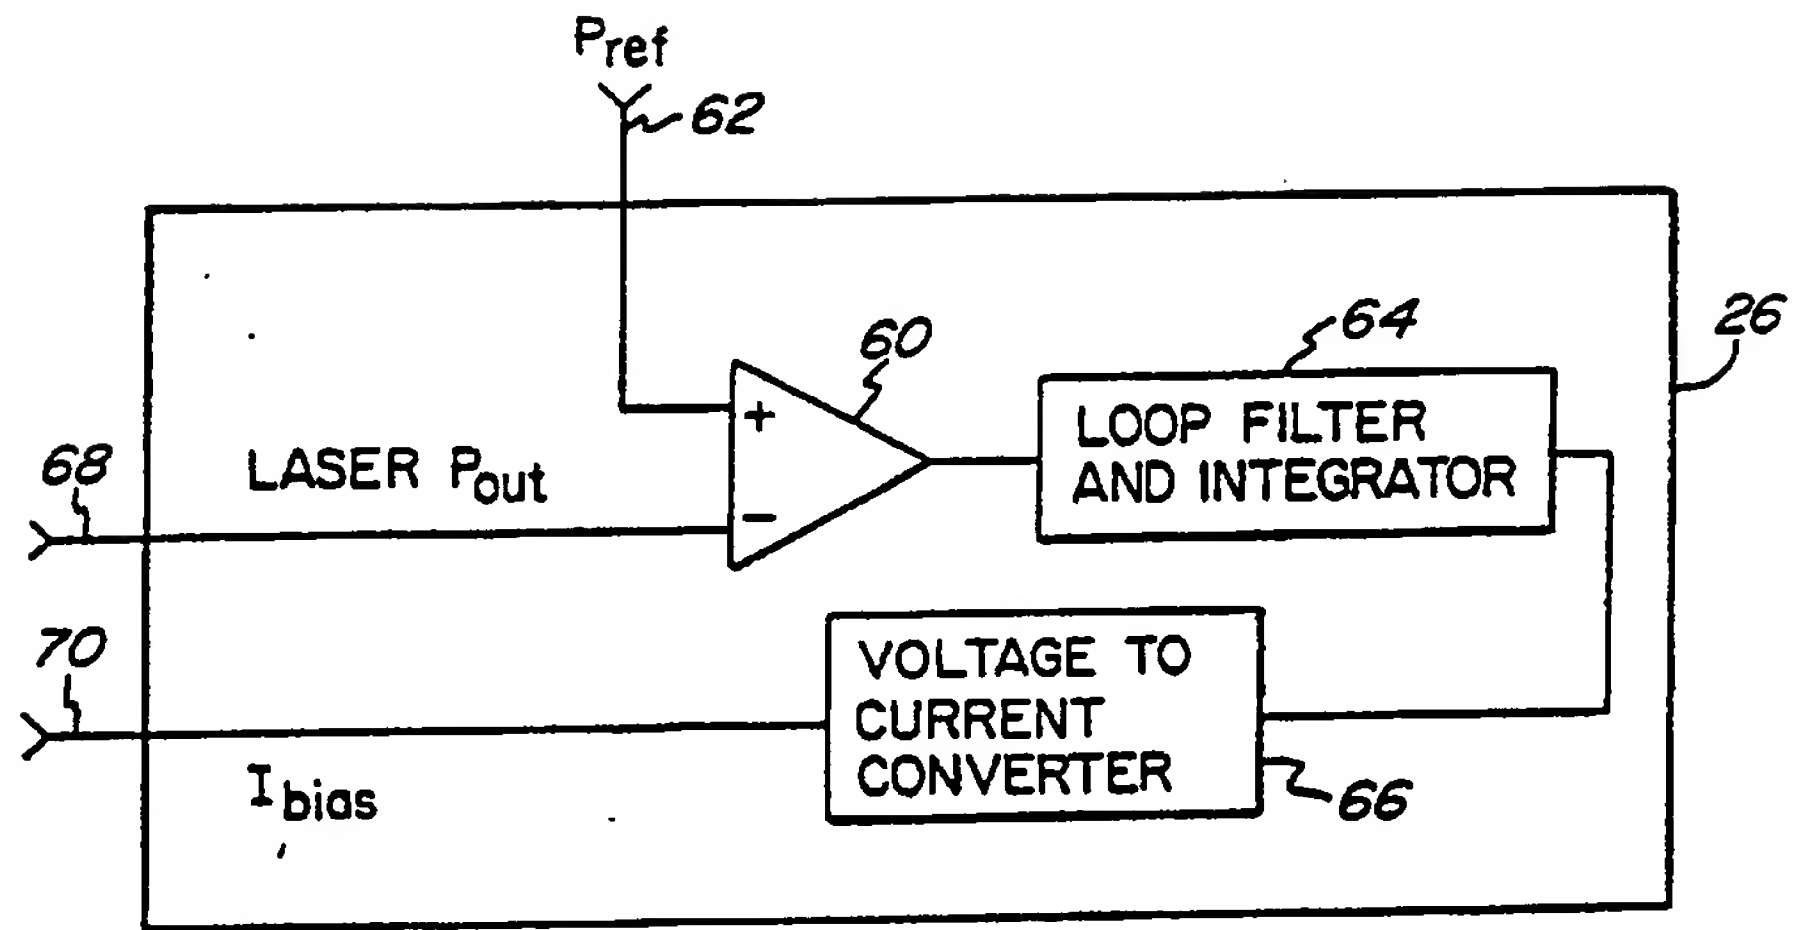 Pref
62
26
64
60
+
LOOP FILTER
AND INTEGRATOR
68
LASER Pout
−
70
VOLTAGE TO
CURRENT
CONVERTER
66
Ibias